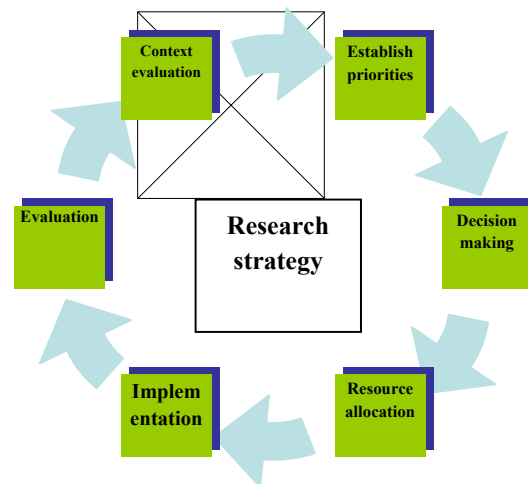 Context
evaluation
Establish
priorities
Evaluation
Research
strategy
Decision
making
Implem
entation
Resource
allocation